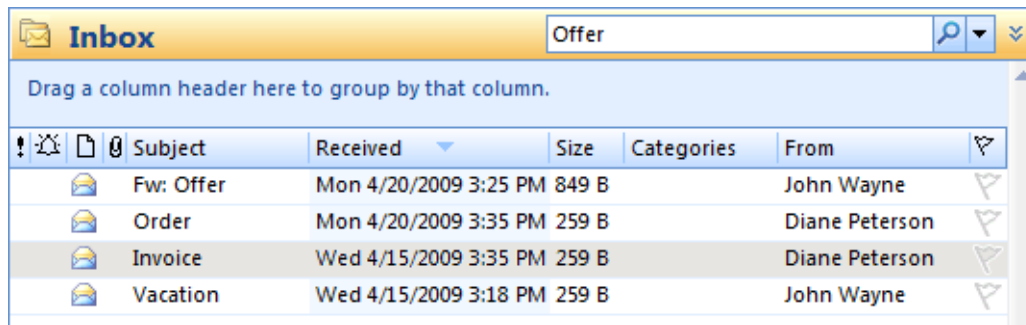 Inbox Offer
Drag a column header here to group by that column.
Subject Received Size Categories From
Fw: Offer Mon 4/20/2009 3:25 PM 849 B John Wayne
Order Mon 4/20/2009 3:35 PM 259 B Diane Peterson
Invoice Wed 4/15/2009 3:35 PM 259 B Diane Peterson
Vacation Wed 4/15/2009 3:18 PM 259 B John Wayne